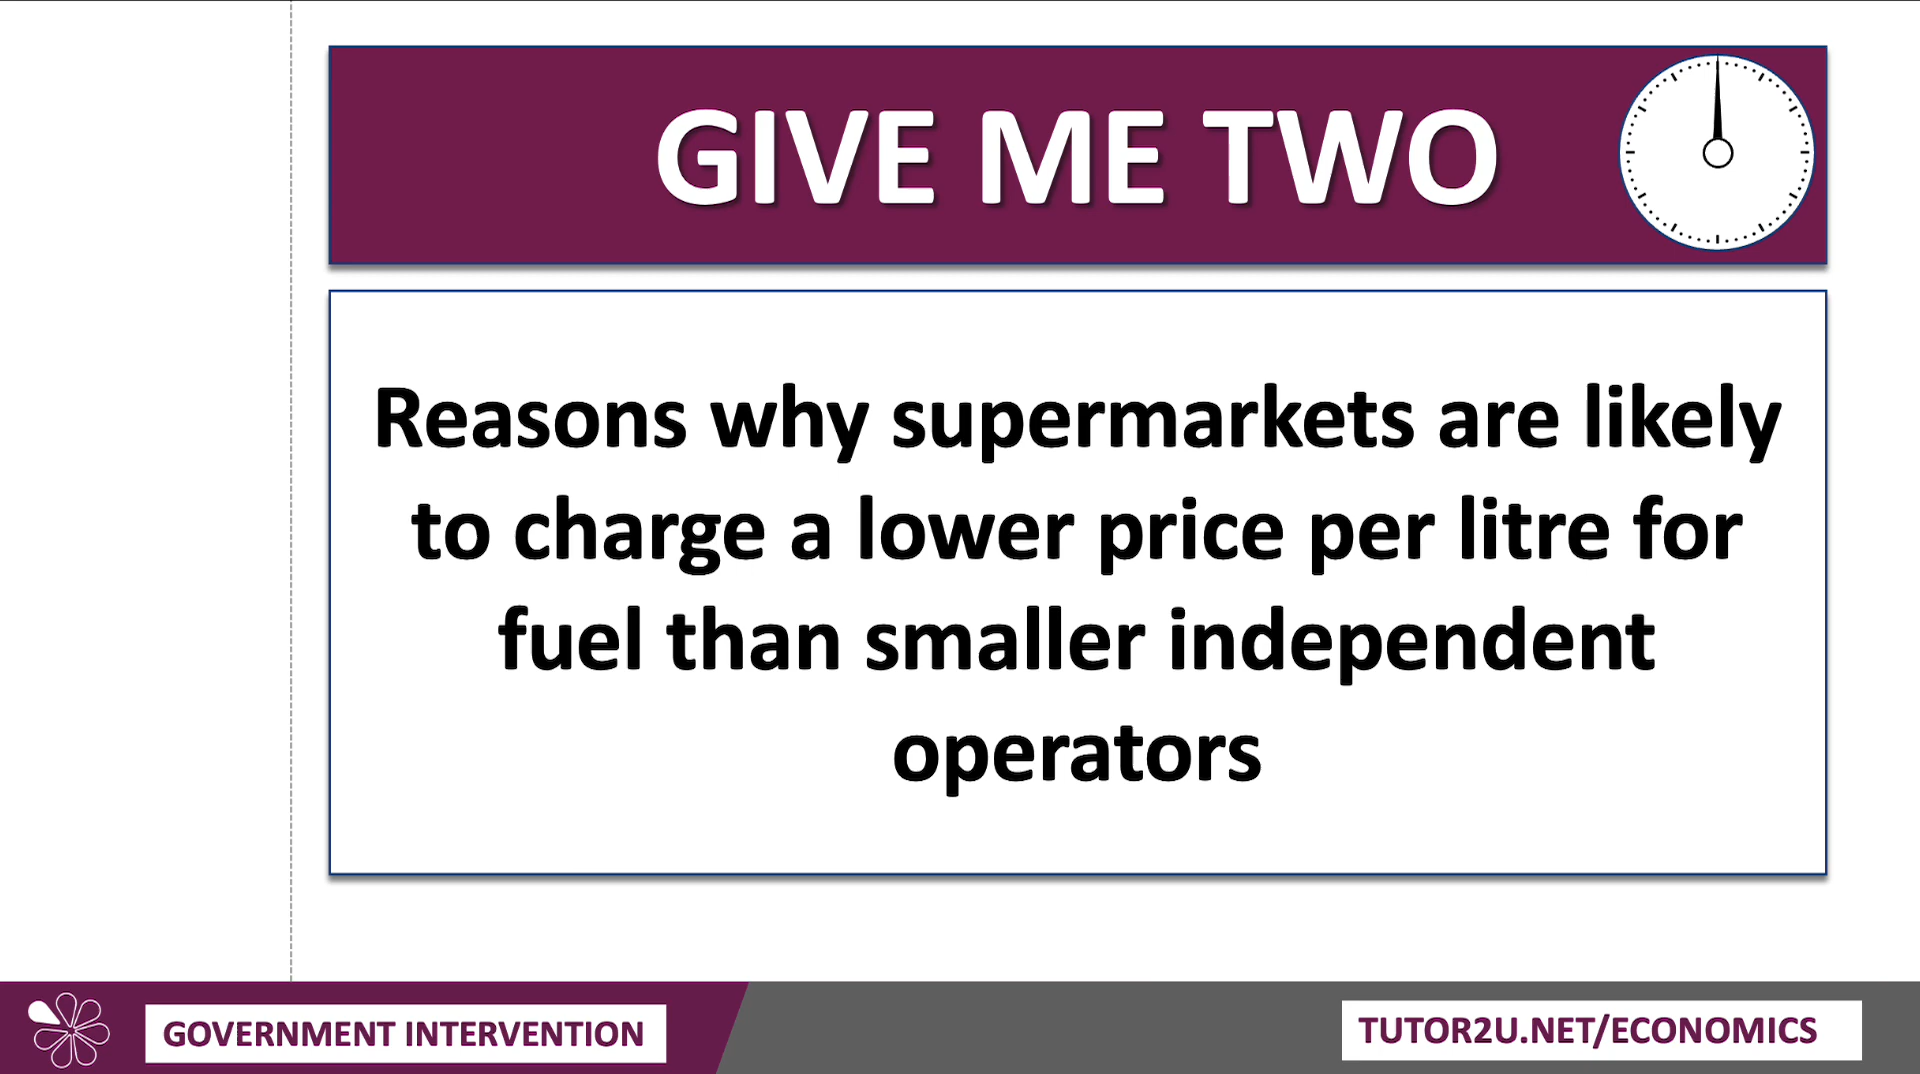 GIVE ME TWO
Reasons why supermarkets are likely
to charge a lower price per litre for
fuel than smaller independent
operators
GOVERNMENT INTERVENTION
TUTOR2U.NET/ECONOMICS